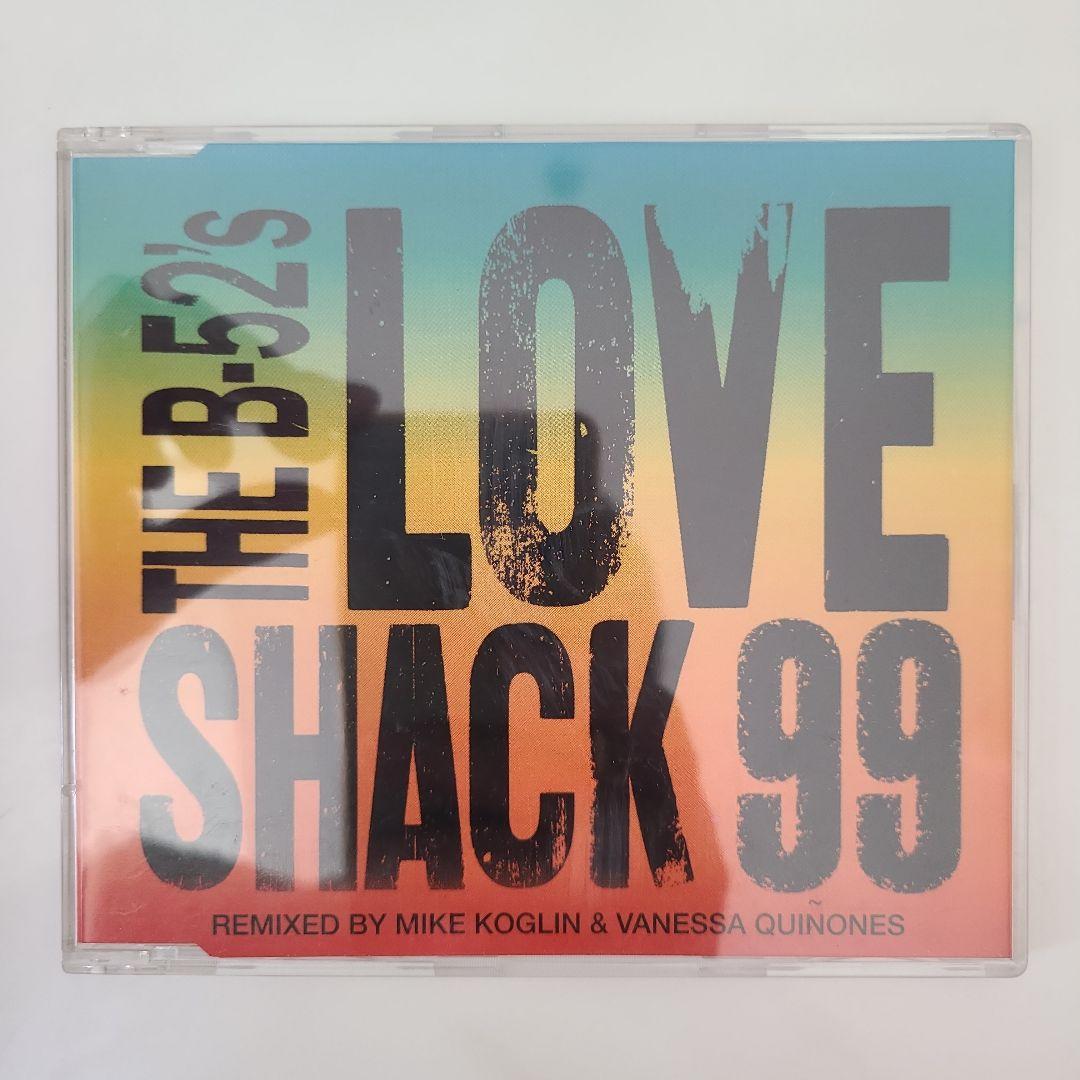 THE B-52's
LOVE
SHACK 99
REMIXED BY MIKE KOGLIN & VANESSA QUIÑONES